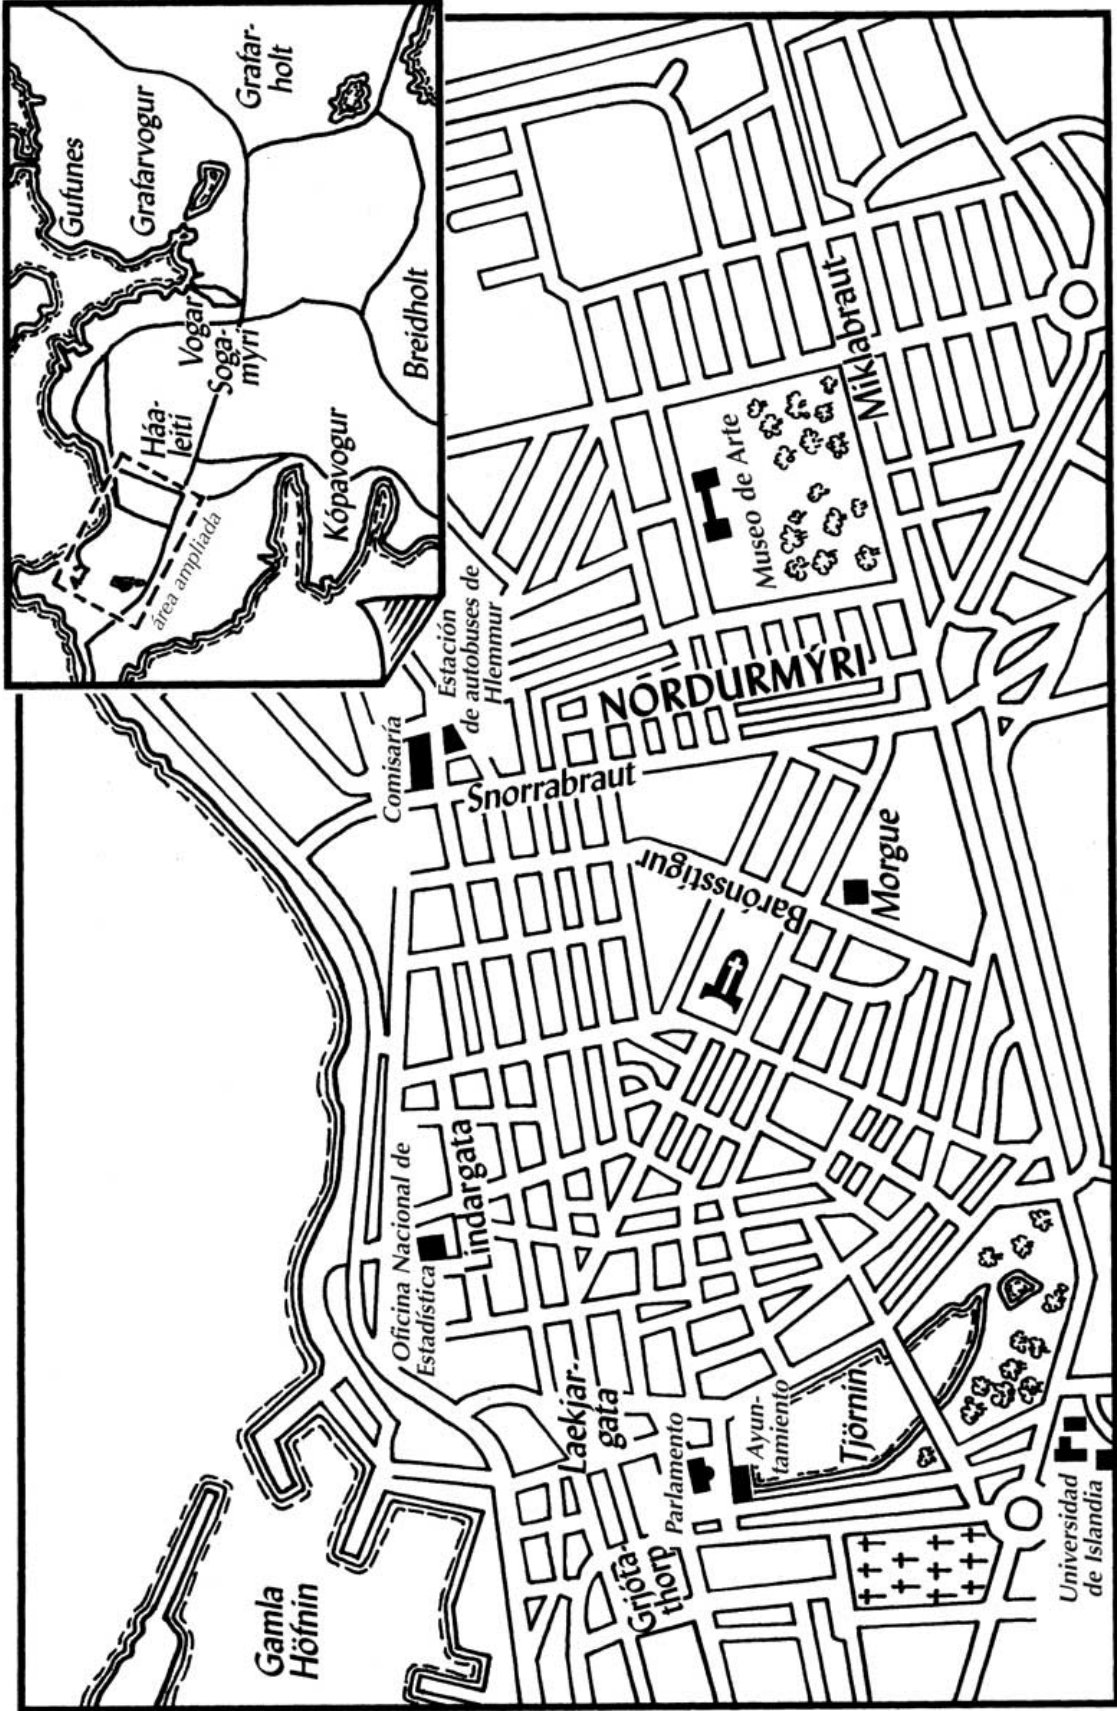 Gufunes
Grafarvogur
Grafar-
holt
Vogar
Soga-
myri
Háa-
leiti
Breidholt
Kópavogur
área ampliada
Gamla
Höfnin
Oficina Nacional de
Estadística
Lindargata
Comisaría
Estación
de autobuses de
Hlemmur
Snorrabraut
NORDURMÝRI
Museo de Arte
Miklabraut
Barónsstígur
Morgue
Laekjar-
gata
Grjóta-
thorp
Parlamento
Ayun-
tamiento
Tjörnin
Universidad
de Islandia